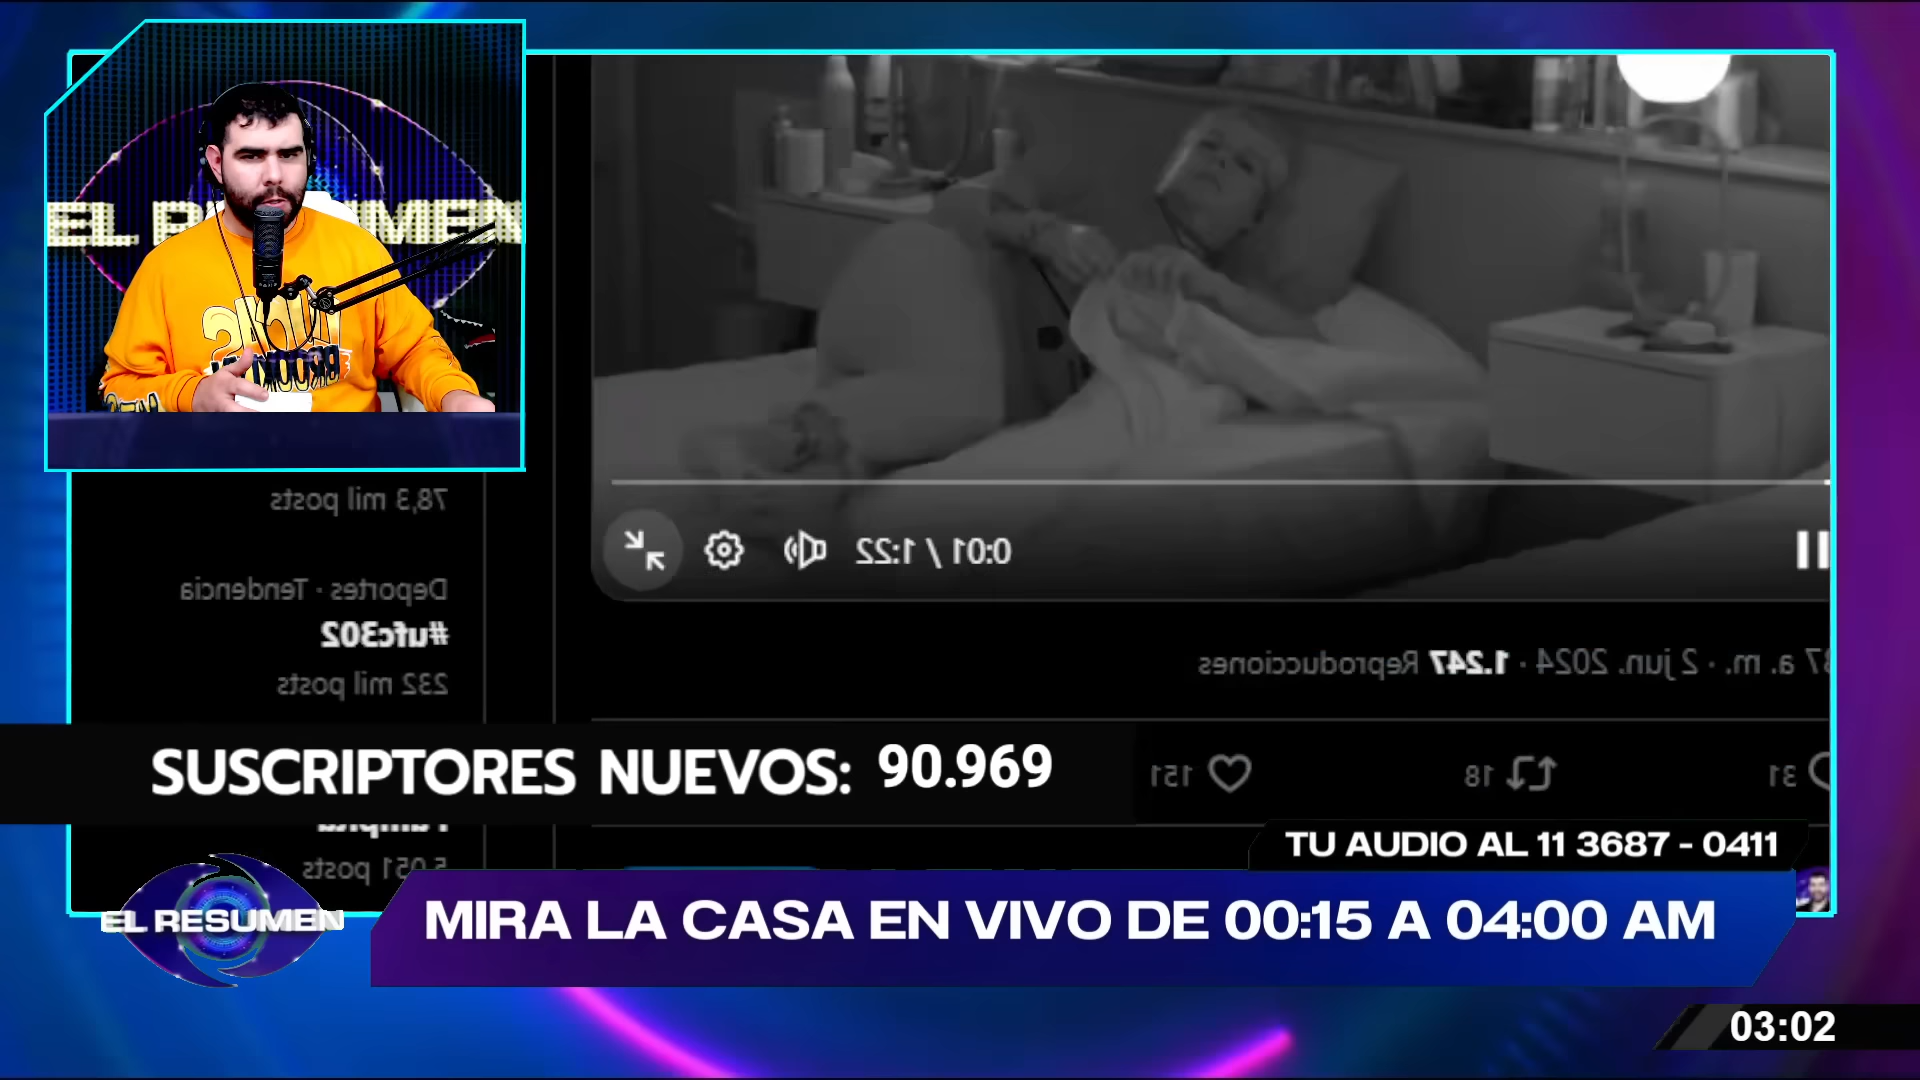 EL RESUMEN
78,3 mil posts
Deportes · Tendencia
#ufc302
232 mil posts
5.051 posts
0:01 / 1:22
a. m. · 2 jun. 2024 · 1.247 Reproducciones
31
18
151
SUSCRIPTORES NUEVOS: 90.969
TU AUDIO AL 11 3687 - 0411
EL RESUMEN
MIRA LA CASA EN VIVO DE 00:15 A 04:00 AM
03:02